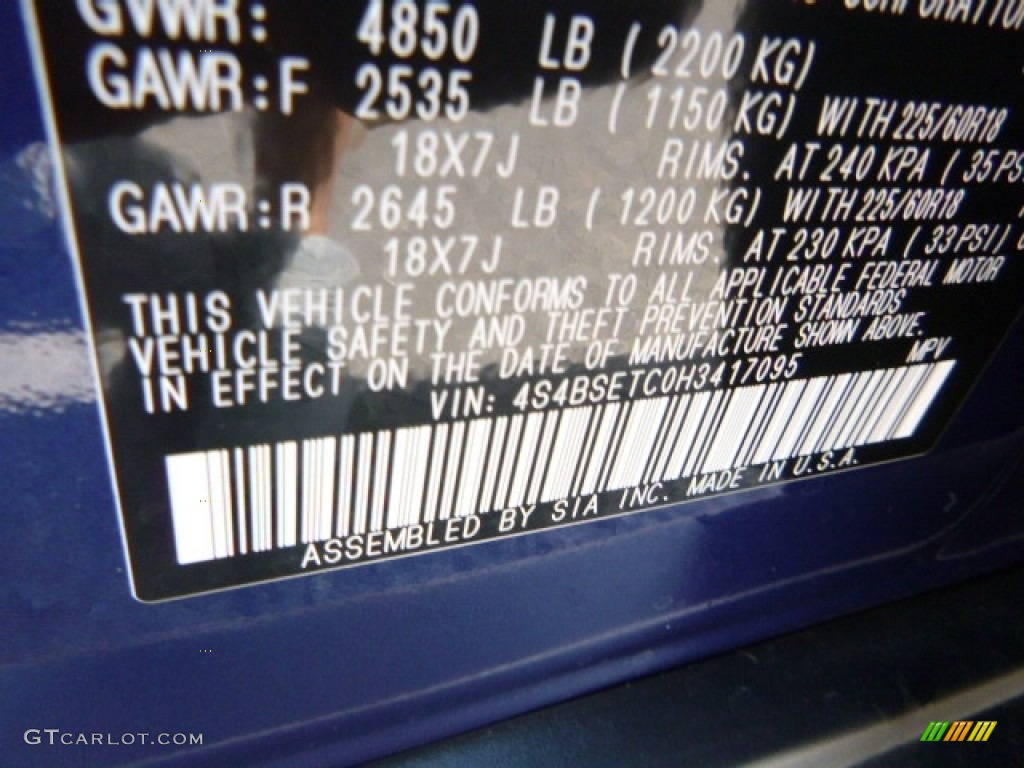 GVWR: 4850 LB ( 2200 KG) CORPORATION
GAWR:F 2535 LB ( 1150 KG) WITH 225/60R18
18X7J RIMS. AT 240 KPA ( 35 PS
GAWR:R 2645 LB ( 1200 KG) WITH 225/60R18
18X7J RIMS. AT 230 KPA ( 33 PSI)
THIS VEHICLE CONFORMS TO ALL APPLICABLE FEDERAL MOTOR
VEHICLE SAFETY AND THEFT PREVENTION STANDARDS
IN EFFECT ON THE DATE OF MANUFACTURE SHOWN ABOVE.
VIN: 4S4BSETC0H3417095 MPV
ASSEMBLED BY SIA INC. MADE IN U.S.A.
GTCARLOT.COM